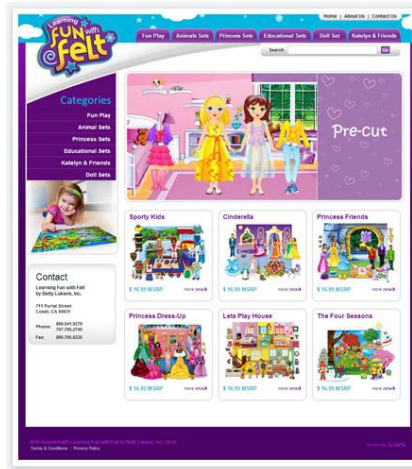 Home | About Us | Contact Us
Learning
FUN with
felt
Fun Play
Animals Sets
Princess Sets
Educational Sets
Doll Set
Katelyn & Friends
Search
Go
Categories
Fun Play
Animal Sets
Princess Sets
Educational Sets
Katelyn & Friends
Doll Sets
Pre-cut
Sporty Kids
Cinderella
Princess Friends
$ 16.95 MSRP
more details
$ 16.95 MSRP
more details
$ 16.95 MSRP
more details
Contact
Learning Fun with Felt
by Betty Lukens, Inc.
711 Portal Street
Cotati, CA 94931
Phone:
Fax:
Princess Dress-Up
Lets Play House
The Four Seasons
$ 16.95 MSRP
more details
$ 16.95 MSRP
more details
$ 16.95 MSRP
more details
Terms & Conditions | Privacy Policy